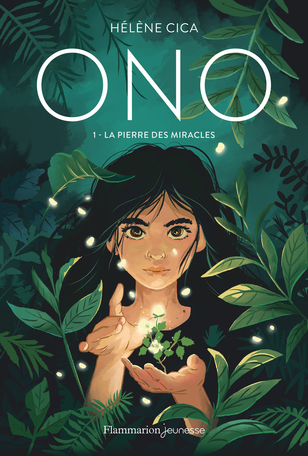 HÉLÈNE CICA
ONO
1 - LA PIERRE DES MIRACLES
Flammarion jeunesse